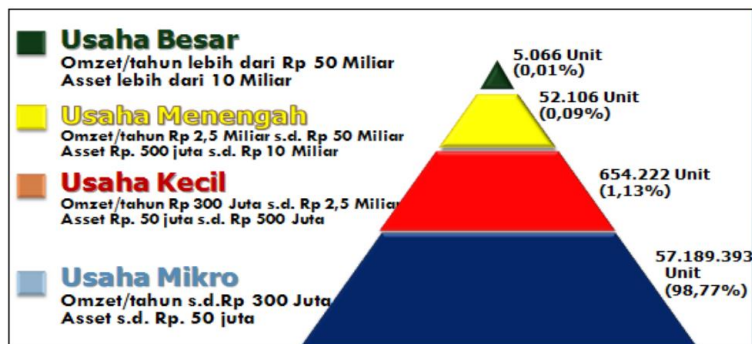 Usaha Besar
Omzet/tahun lebih dari Rp 50 Miliar
Asset lebih dari 10 Miliar
Usaha Menengah
Omzet/tahun Rp 2,5 Miliar s.d. Rp 50 Miliar
Asset Rp. 500 juta s.d. Rp 10 Miliar
Usaha Kecil
Omzet/tahun Rp 300 Juta s.d. Rp 2,5 Miliar
Asset Rp. 50 juta s.d. Rp 500 Juta
Usaha Mikro
Omzet/tahun s.d.Rp 300 Juta
Asset s.d. Rp. 50 juta
5.066 Unit
(0,01%)
52.106 Unit
(0,09%)
654.222 Unit
(1,13%)
57.189.393
Unit
(98,77%)